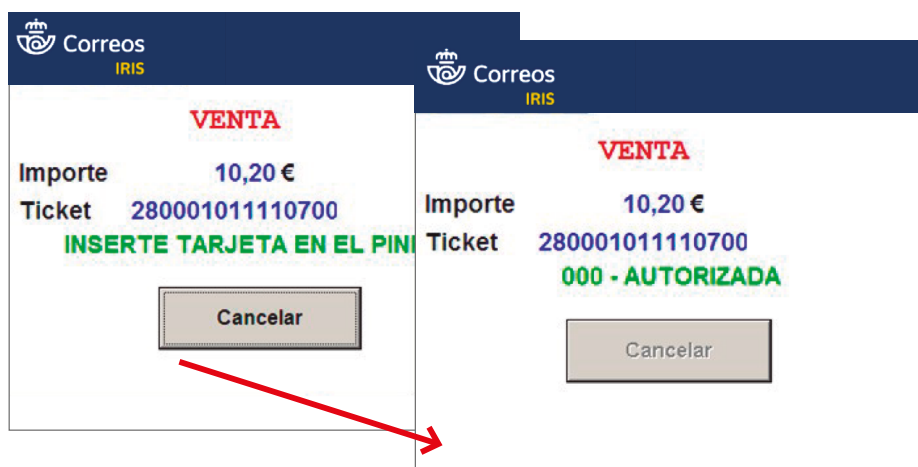 Correos
IRIS
VENTA
Importe 10,20 €
Ticket 280001011110700
INSERTE TARJETA EN EL
Cancelar
Correos
IRIS
VENTA
Importe 10,20 €
Ticket 280001011110700
000 - AUTORIZADA
Cancelar